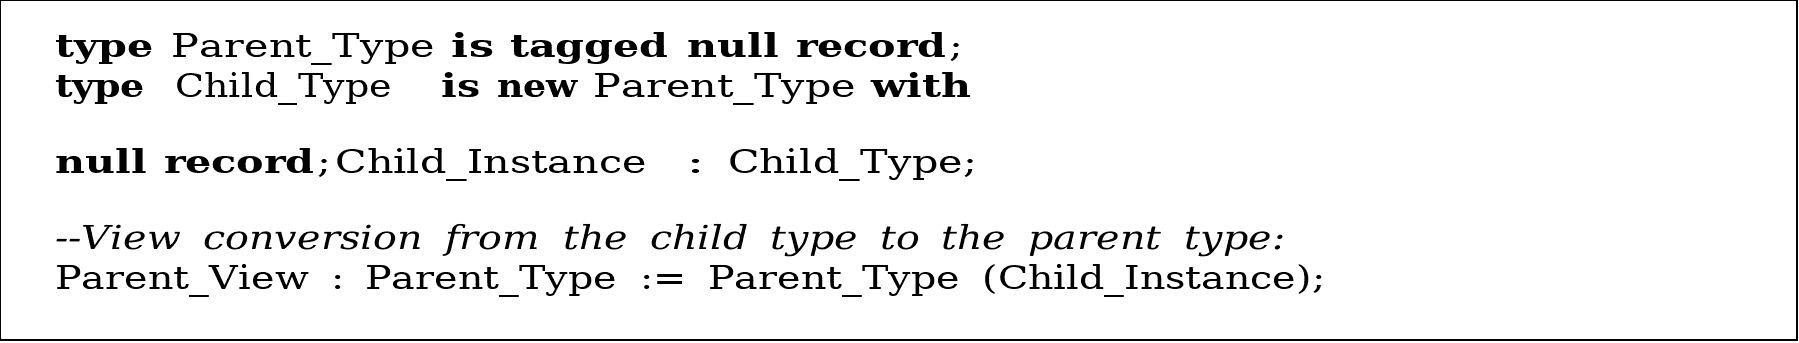 type Parent_Type is tagged null record;
type Child_Type is new Parent_Type with
null record;Child_Instance : Child_Type;
--View conversion from the child type to the parent type:
Parent_View : Parent_Type := Parent_Type (Child_Instance);